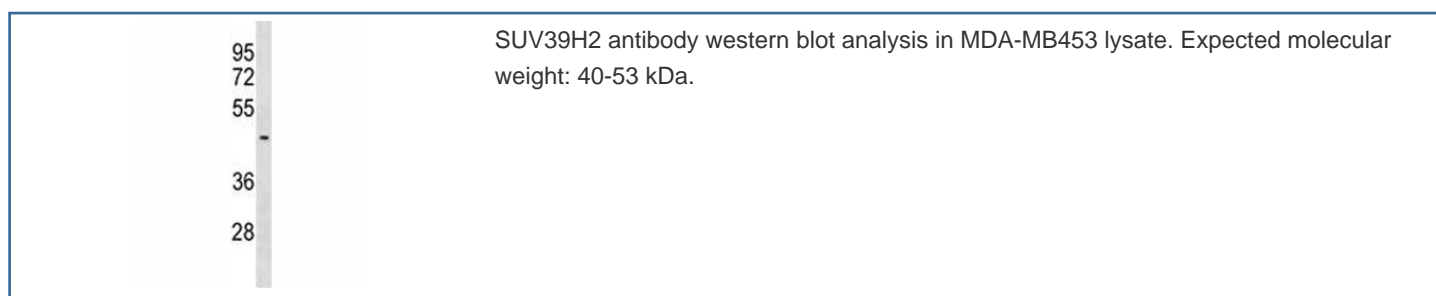 95
72
55
36
28
SUV39H2 antibody western blot analysis in MDA-MB453 lysate. Expected molecular
weight: 40-53 kDa.